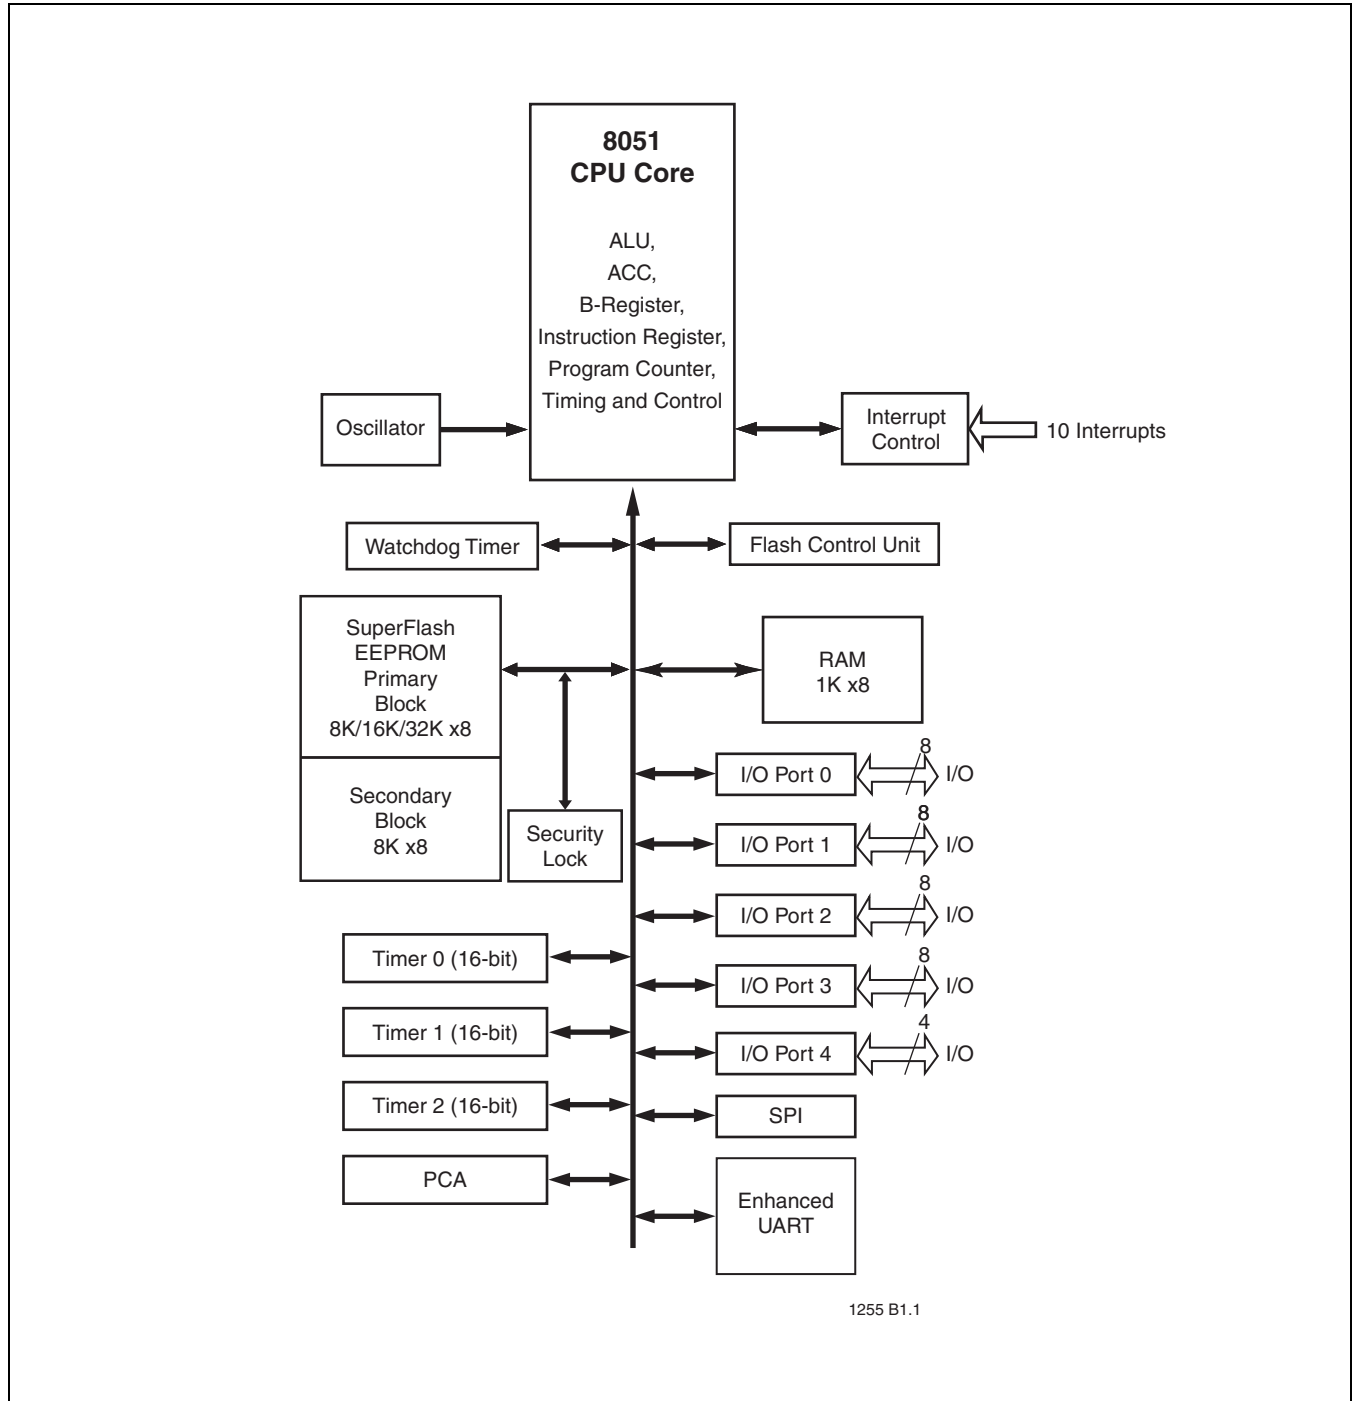 8051
CPU Core
ALU,
ACC,
B-Register,
Instruction Register,
Program Counter,
Timing and Control
Oscillator
Interrupt
Control
10 Interrupts
Watchdog Timer
Flash Control Unit
SuperFlash
EEPROM
Primary
Block
8K/16K/32K x8
RAM
1K x8
Secondary
Block
8K x8
Security
Lock
8
I/O Port 0
I/O
8
I/O Port 1
I/O
8
I/O Port 2
I/O
8
I/O Port 3
I/O
4
I/O Port 4
I/O
Timer 0 (16-bit)
Timer 1 (16-bit)
Timer 2 (16-bit)
SPI
PCA
Enhanced
UART
1255 B1.1